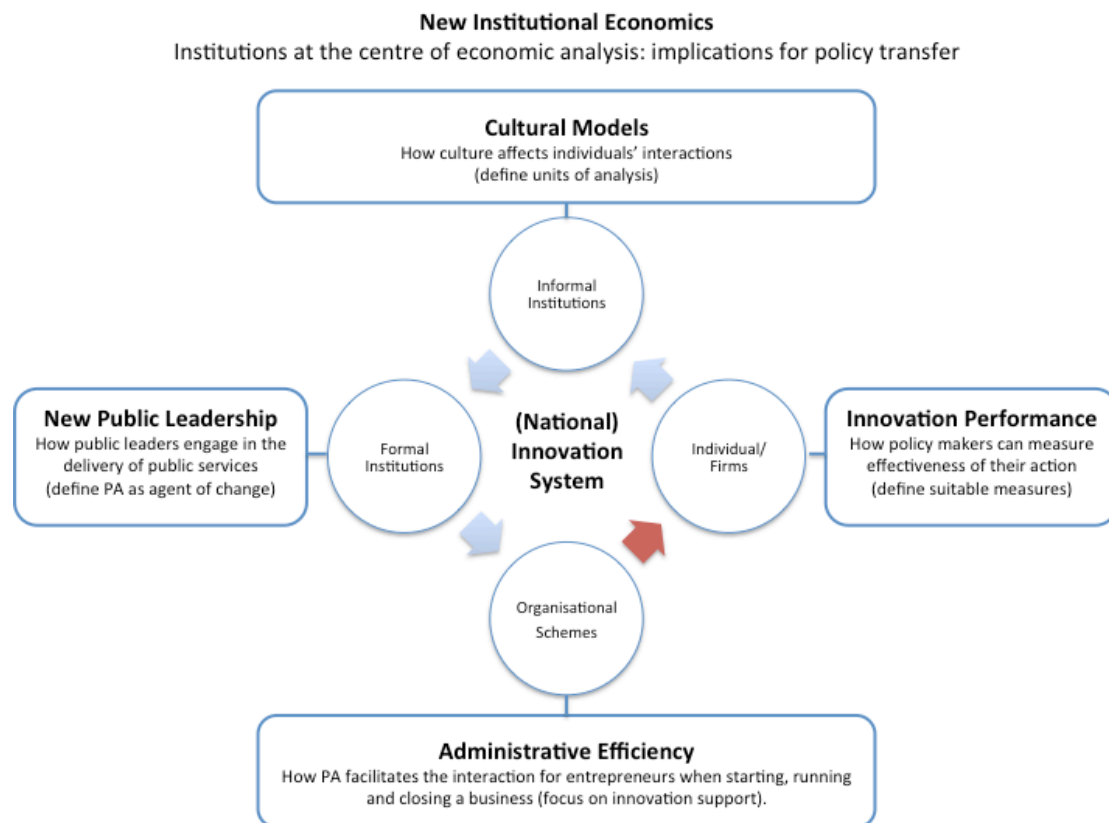 New Institutional Economics
Institutions at the centre of economic analysis: implications for policy transfer
Cultural Models
How culture affects individuals’ interactions
(define units of analysis)
Informal
Institutions
New Public Leadership
How public leaders engage in the
delivery of public services
(define PA as agent of change)
Formal
Institutions
(National)
Innovation
System
Individual/
Firms
Innovation Performance
How policy makers can measure
effectiveness of their action
(define suitable measures)
Organisational
Schemes
Administrative Efficiency
How PA facilitates the interaction for entrepreneurs when starting, running
and closing a business (focus on innovation support).